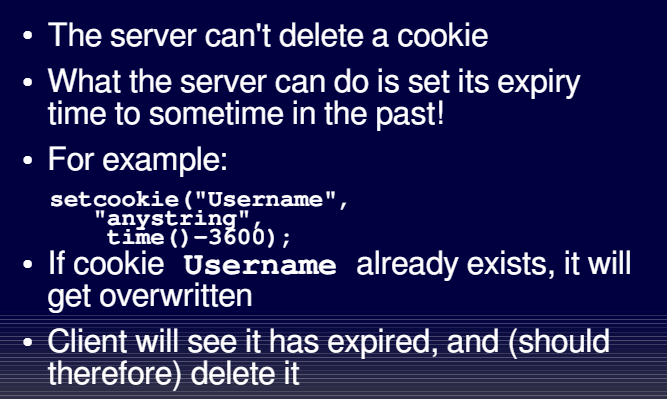 • The server can't delete a cookie
• What the server can do is set its expiry
time to sometime in the past!
• For example:
setcookie("Username",
"anystring",
time()-3600);
• If cookie Username already exists, it will
get overwritten
• Client will see it has expired, and (should
therefore) delete it